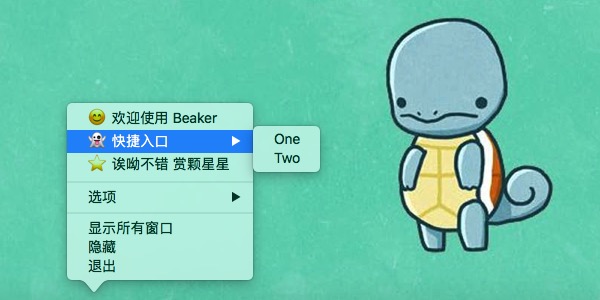 欢迎使用 Beaker
快捷入口
One
Two
诶呦不错 赏颗星星
选项
显示所有窗口
隐藏
退出